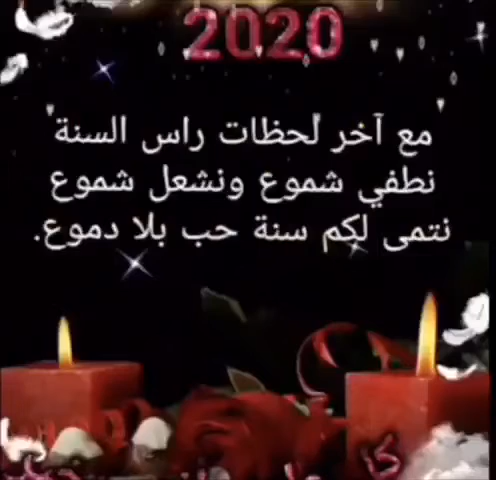 2020
مع آخر لحظات راس السنة
نطفي شموع ونشعل شموع
نتمى لكم سنة حب بلا دموع.